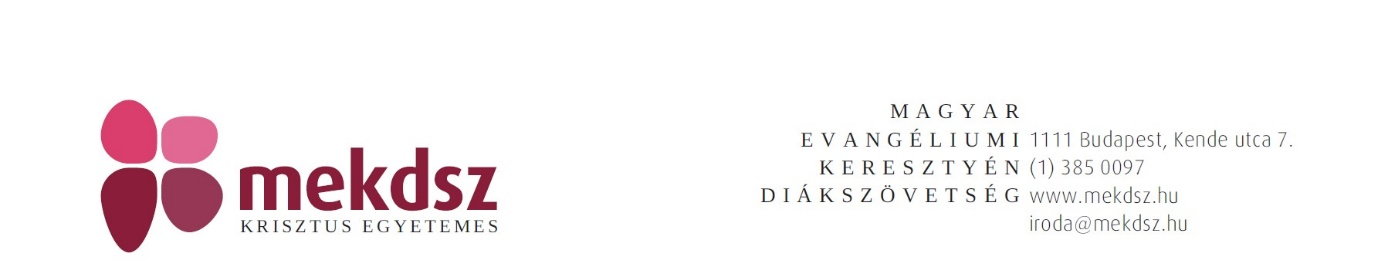 mekdsz
KRISZTUS EGYETEMES
MAGYAR
EVANGÉLIUMI 1111 Budapest, Kende utca 7.
KERESZTYÉN (1) 385 0097
DIÁKSZÖVETSÉG www.mekdsz.hu
iroda@mekdsz.hu